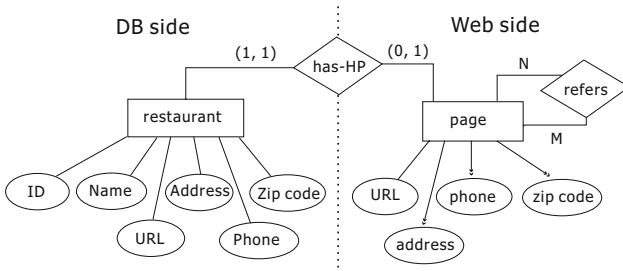 DB side
Web side
(1, 1)
has-HP
(0, 1)
N
refers
M
restaurant
page
ID
Name
Address
Zip code
URL
Phone
URL
phone
zip code
address